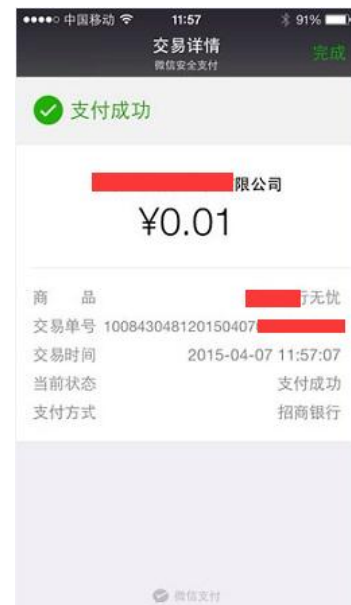 中国移动 11:57 91%
交易详情
微信安全支付
完成
支付成功
限公司
¥0.01
商 品 行无忧
交易单号 100843048120150407
交易时间 2015-04-07 11:57:07
当前状态 支付成功
支付方式 招商银行
微信支付